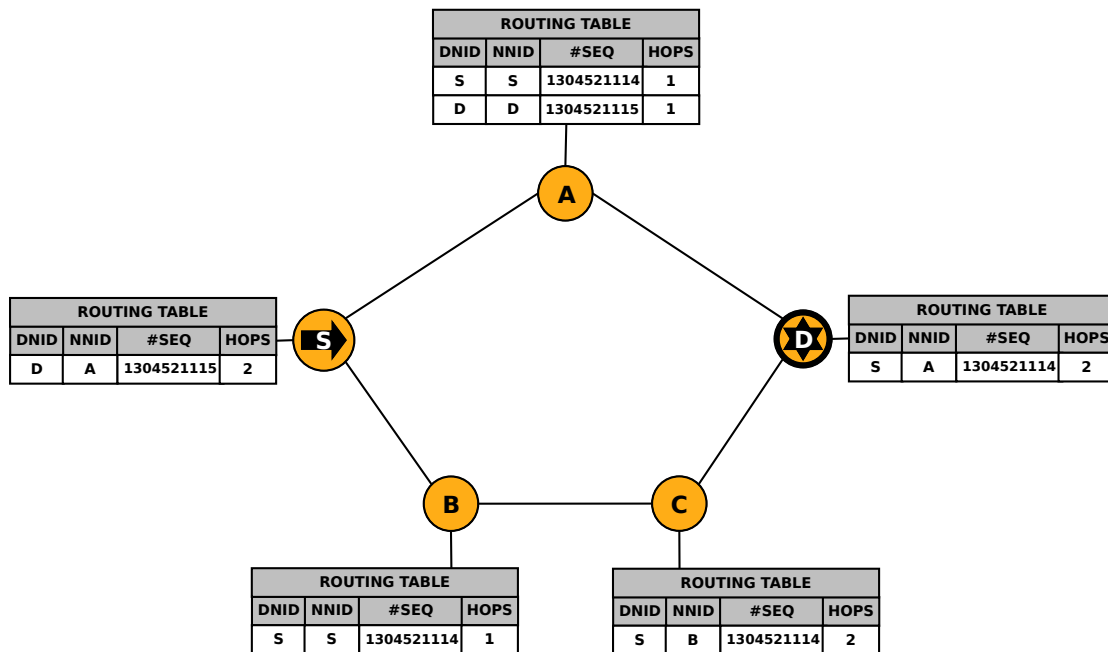 ROUTING TABLE
DNID NNID #SEQ HOPS
S S 1304521114 1
D D 1304521115 1
A
ROUTING TABLE
DNID NNID #SEQ HOPS
D A 1304521115 2
S
D
ROUTING TABLE
DNID NNID #SEQ HOPS
S A 1304521114 2
B
C
ROUTING TABLE
DNID NNID #SEQ HOPS
S S 1304521114 1
ROUTING TABLE
DNID NNID #SEQ HOPS
S B 1304521114 2